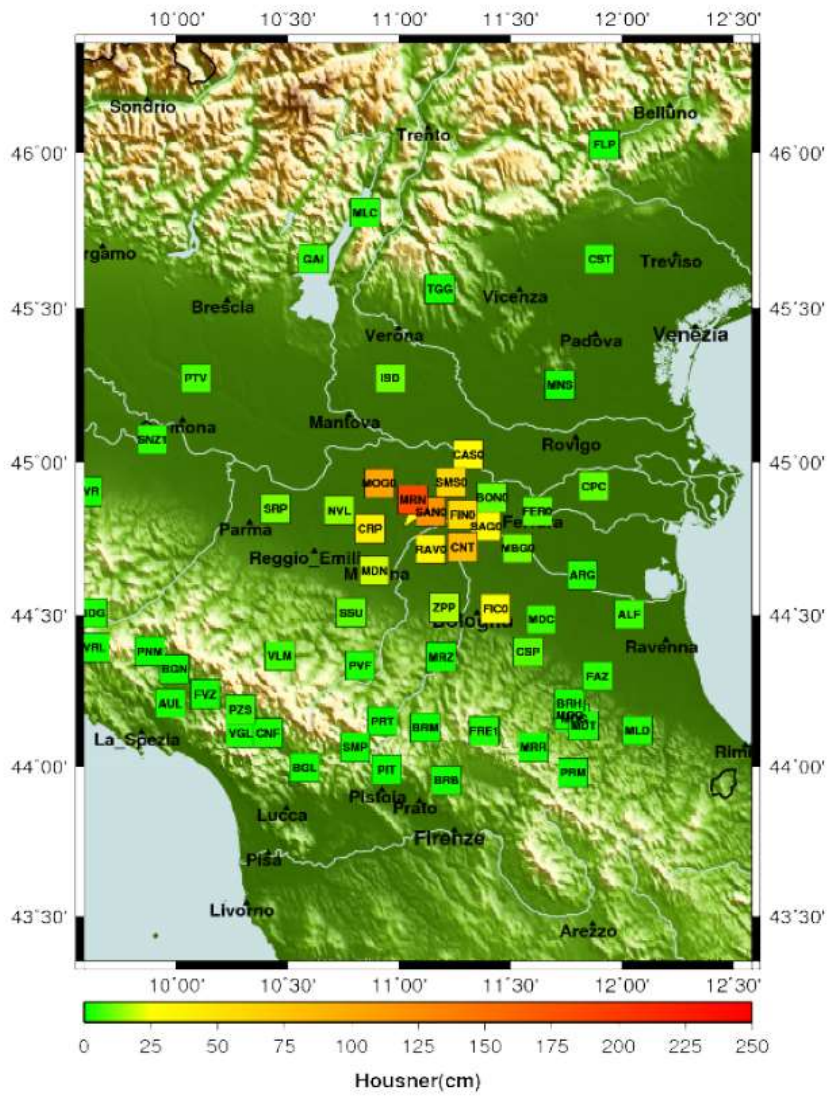 10˚00' 10˚30' 11˚00' 11˚30' 12˚00' 12˚30'
Sondrio
Belluno
Trento
FLP
46˚00' 46˚00'
MLC
rgamo
GAI
CST
Treviso
TGG
Vicenza
45˚30' 45˚30'
Brescia
Verona
Padova
Venezia
PTV
ISD
MNS
Mantova
mona
SNZ1
Rovigo
CAS0
45˚00' 45˚00'
MOG0
SMS0
CPC
VR
MRN
BON0
SRP
NVL
SAN0
FIN0
FER0
Parma
CRP
SAG0
Reggio_Emili
RAV0
CNT
MBG0
MDN
ARG
SSU
ZPP
FIC0
MDC
ALF
44˚30' 44˚30'
Bologna
Ravenna
VRL
PNM
VLM
MRZ
CSP
BGN
PVF
FAZ
FVZ
AUL
PZS
BRH
VGL
CNF
PRT
BRM
FRE1
MDT
MLD
La_Spezia
SMP
MRR
Rimi
BGL
PIT
BRB
PRM
44˚00' 44˚00'
Pistoia
Prato
Lucca
Firenze
Pisa
43˚30' 43˚30'
Livorno
Arezzo
10˚00' 10˚30' 11˚00' 11˚30' 12˚00' 12˚30'
0 25 50 75 100 125 150 175 200 225 250
Housner(cm)